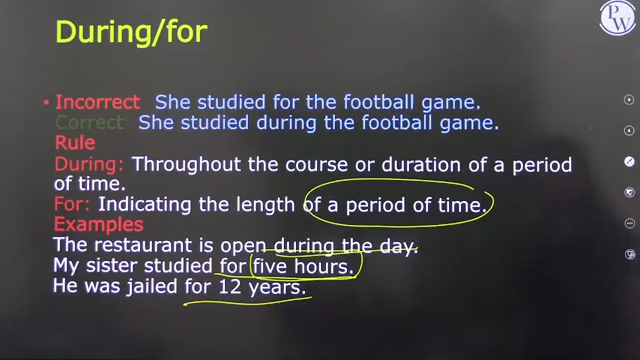 During/for
PW
• Incorrect She studied for the football game.
Correct She studied during the football game.
Rule
During: Throughout the course or duration of a period
of time.
For: Indicating the length of a period of time.
Examples
The restaurant is open during the day.
My sister studied for five hours.
He was jailed for 12 years.